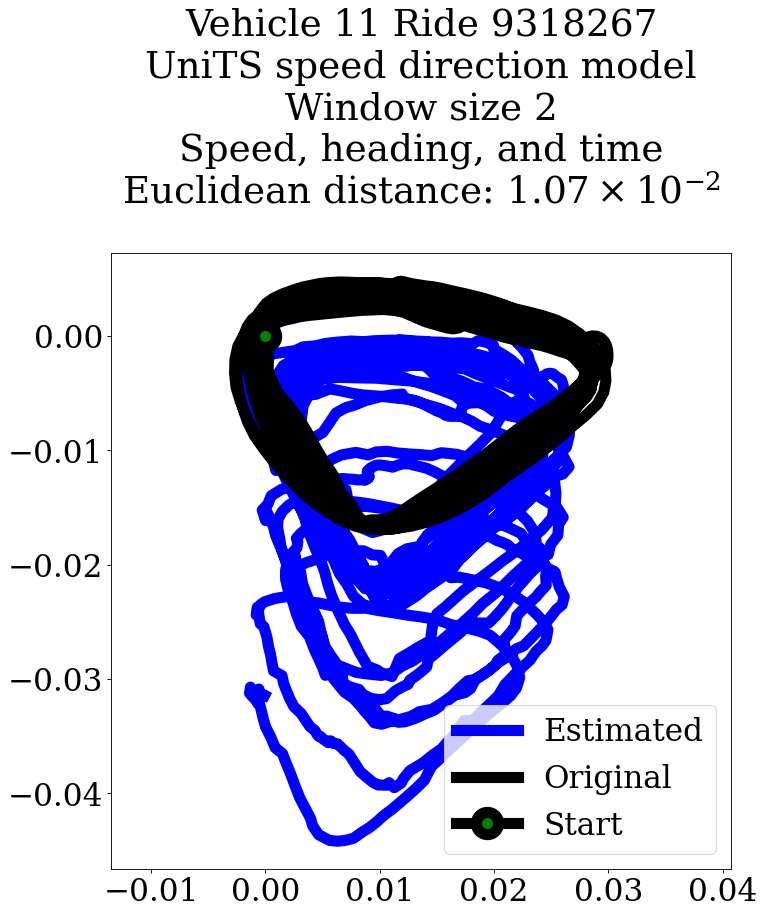 Vehicle 11 Ride 9318267
UniTS speed direction model
Window size 2
Speed, heading, and time
Euclidean distance: 1.07 × 10⁻²
0.00
−0.01
−0.02
−0.03
−0.04
Estimated
Original
Start
−0.01 0.00 0.01 0.02 0.03 0.04